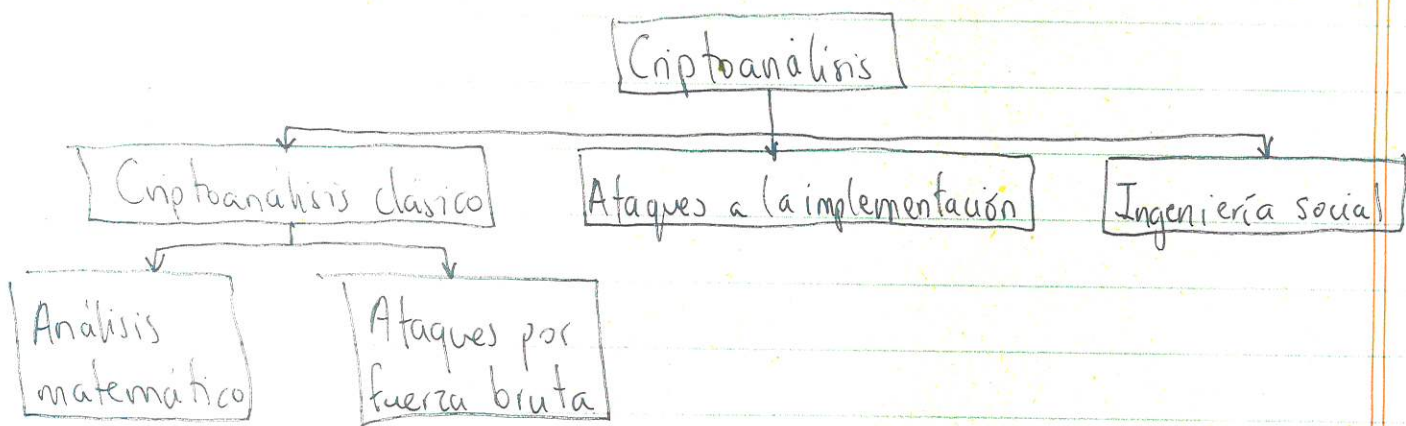 Criptoanálisis
Criptoanálisis clásico
Ataques a la implementación
Ingeniería social
Análisis
matemático
Ataques por
fuerza bruta